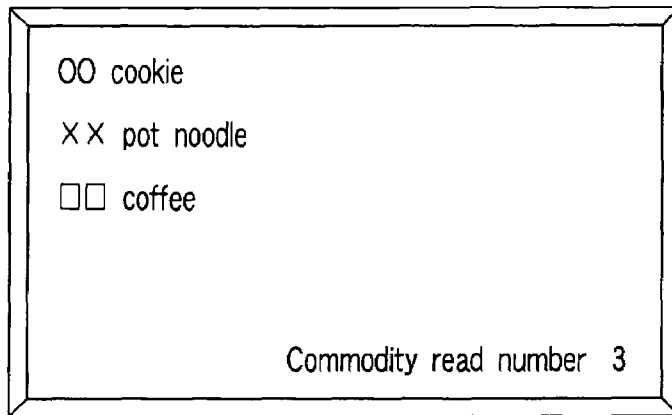 OO cookie
×× pot noodle
□□ coffee
Commodity read number 3